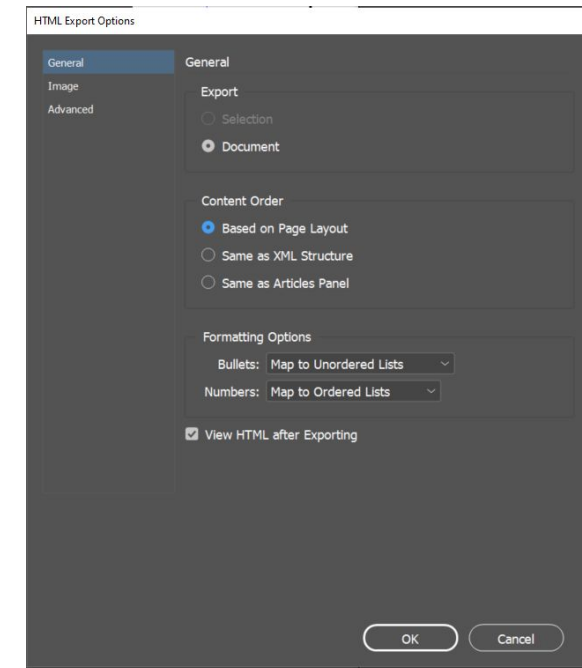 HTML Export Options
General
Image
Advanced
General
Export
Selection
Document
Content Order
Based on Page Layout
Same as XML Structure
Same as Articles Panel
Formatting Options
Bullets: Map to Unordered Lists
Numbers: Map to Ordered Lists
View HTML after Exporting
OK Cancel